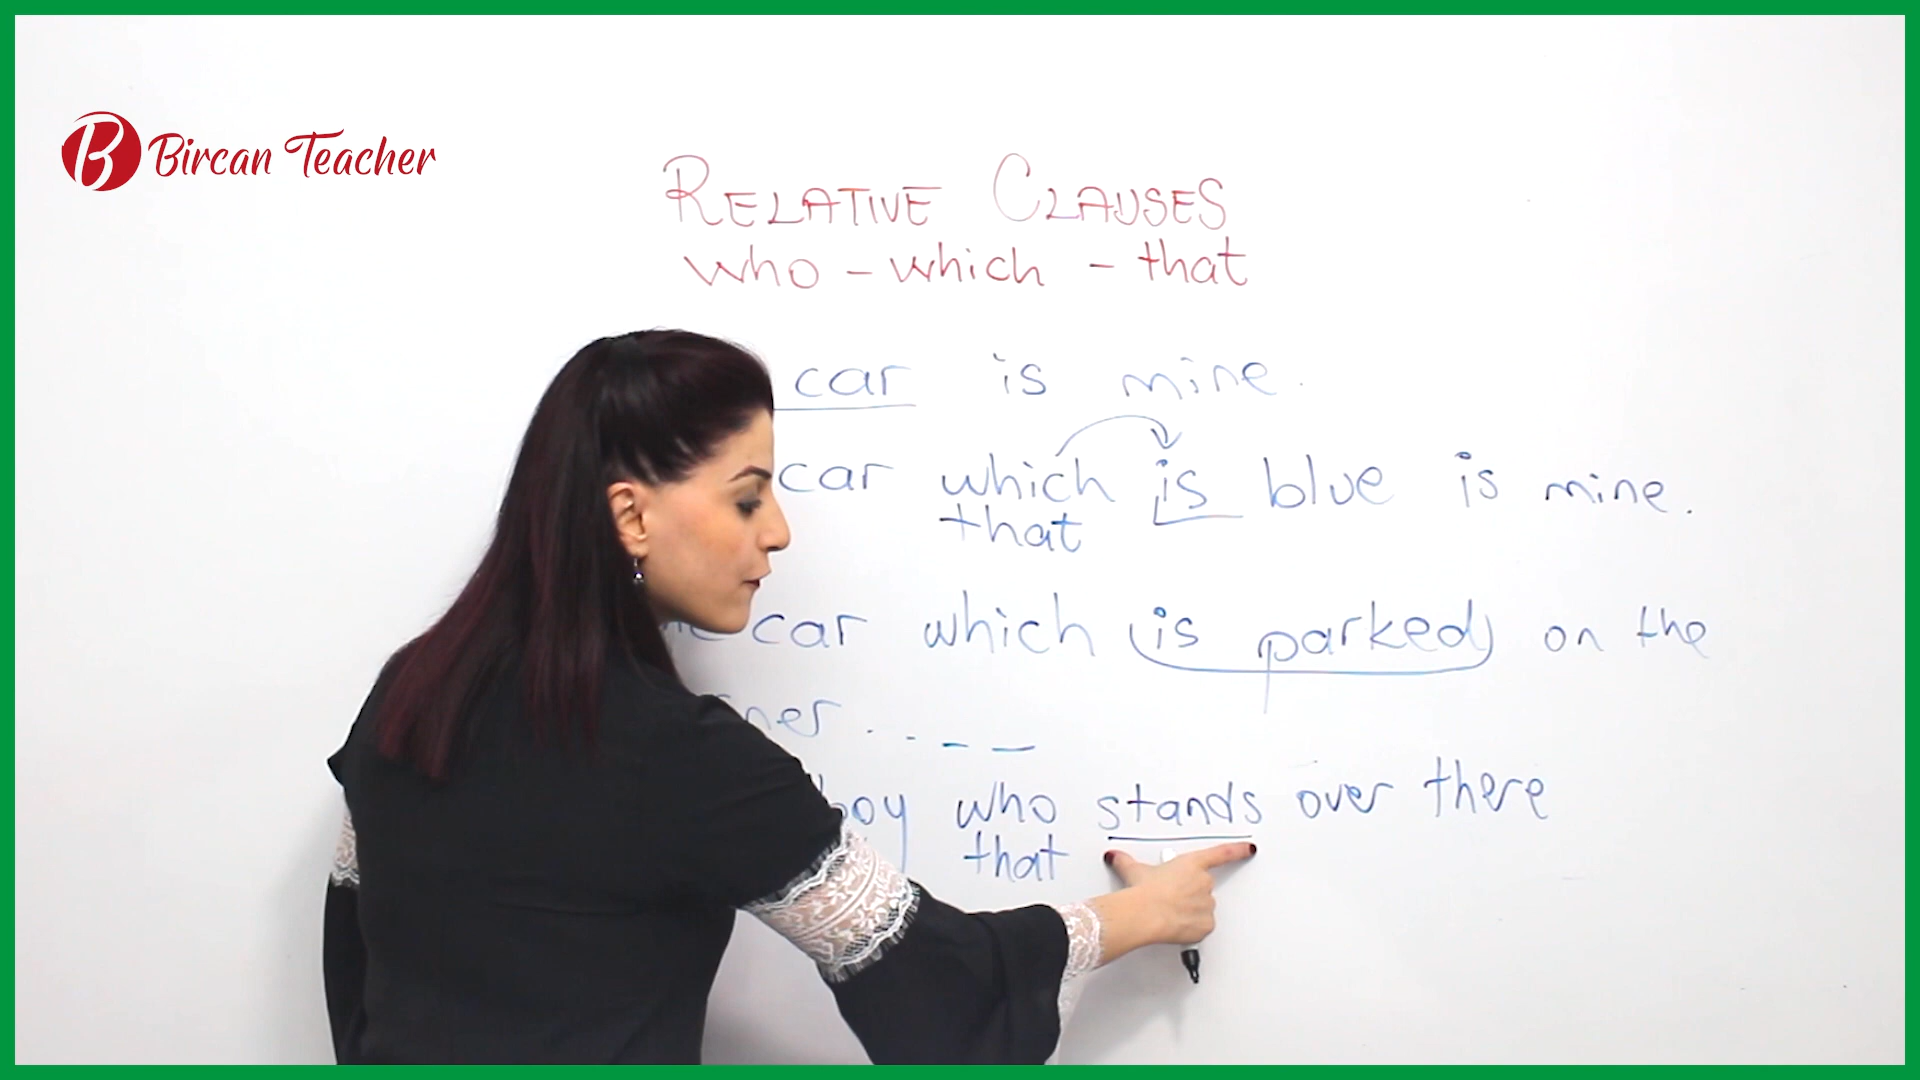 B Bircan Teacher
RELATIVE CLAUSES
who - which - that
car is mine.
car which is blue is mine.
that
car which (is parked) on the
ner . . - - -
boy who stands over there
that